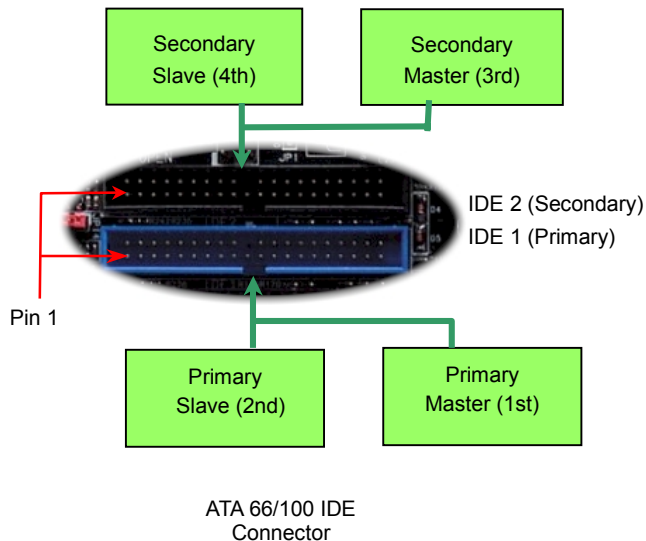 Secondary
Slave (4th)
Secondary
Master (3rd)
JP1
IDE 2 (Secondary)
IDE 1 (Primary)
Pin 1
Primary
Slave (2nd)
Primary
Master (1st)
ATA 66/100 IDE
Connector